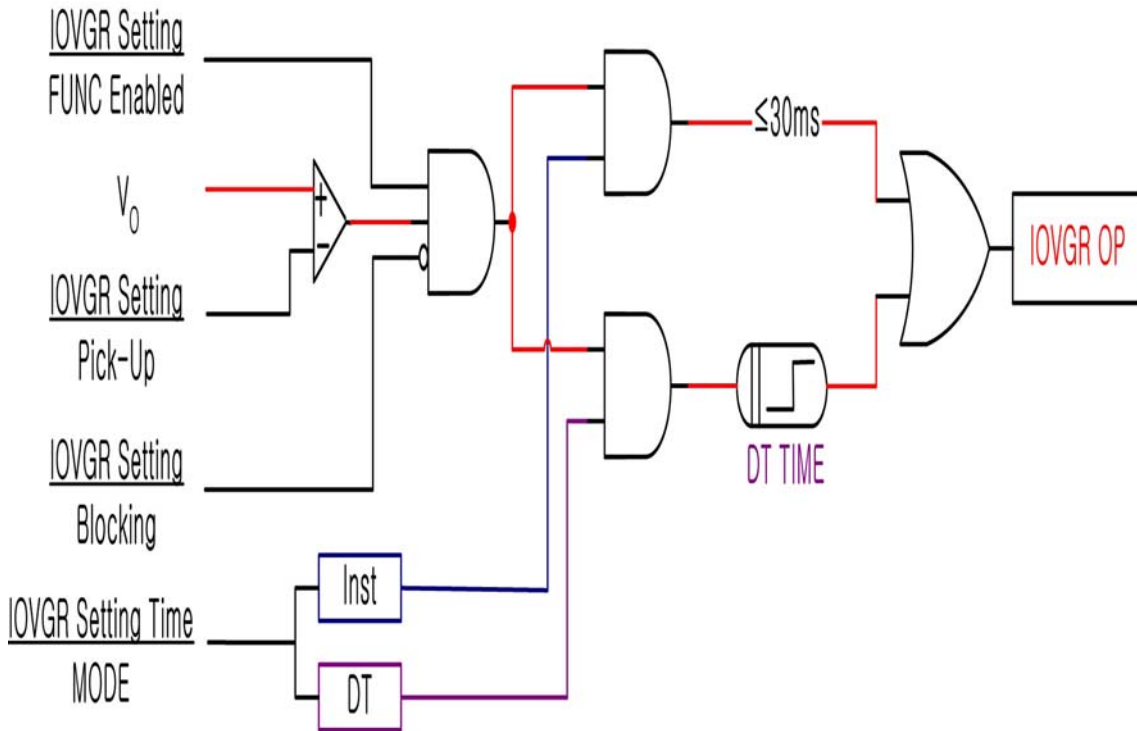 IOVGR Setting
FUNC Enabled
V₀
IOVGR Setting
Pick-Up
IOVGR Setting
Blocking
IOVGR Setting Time
MODE
+
-
Inst
DT
≤30ms
DT TIME
IOVGR OP